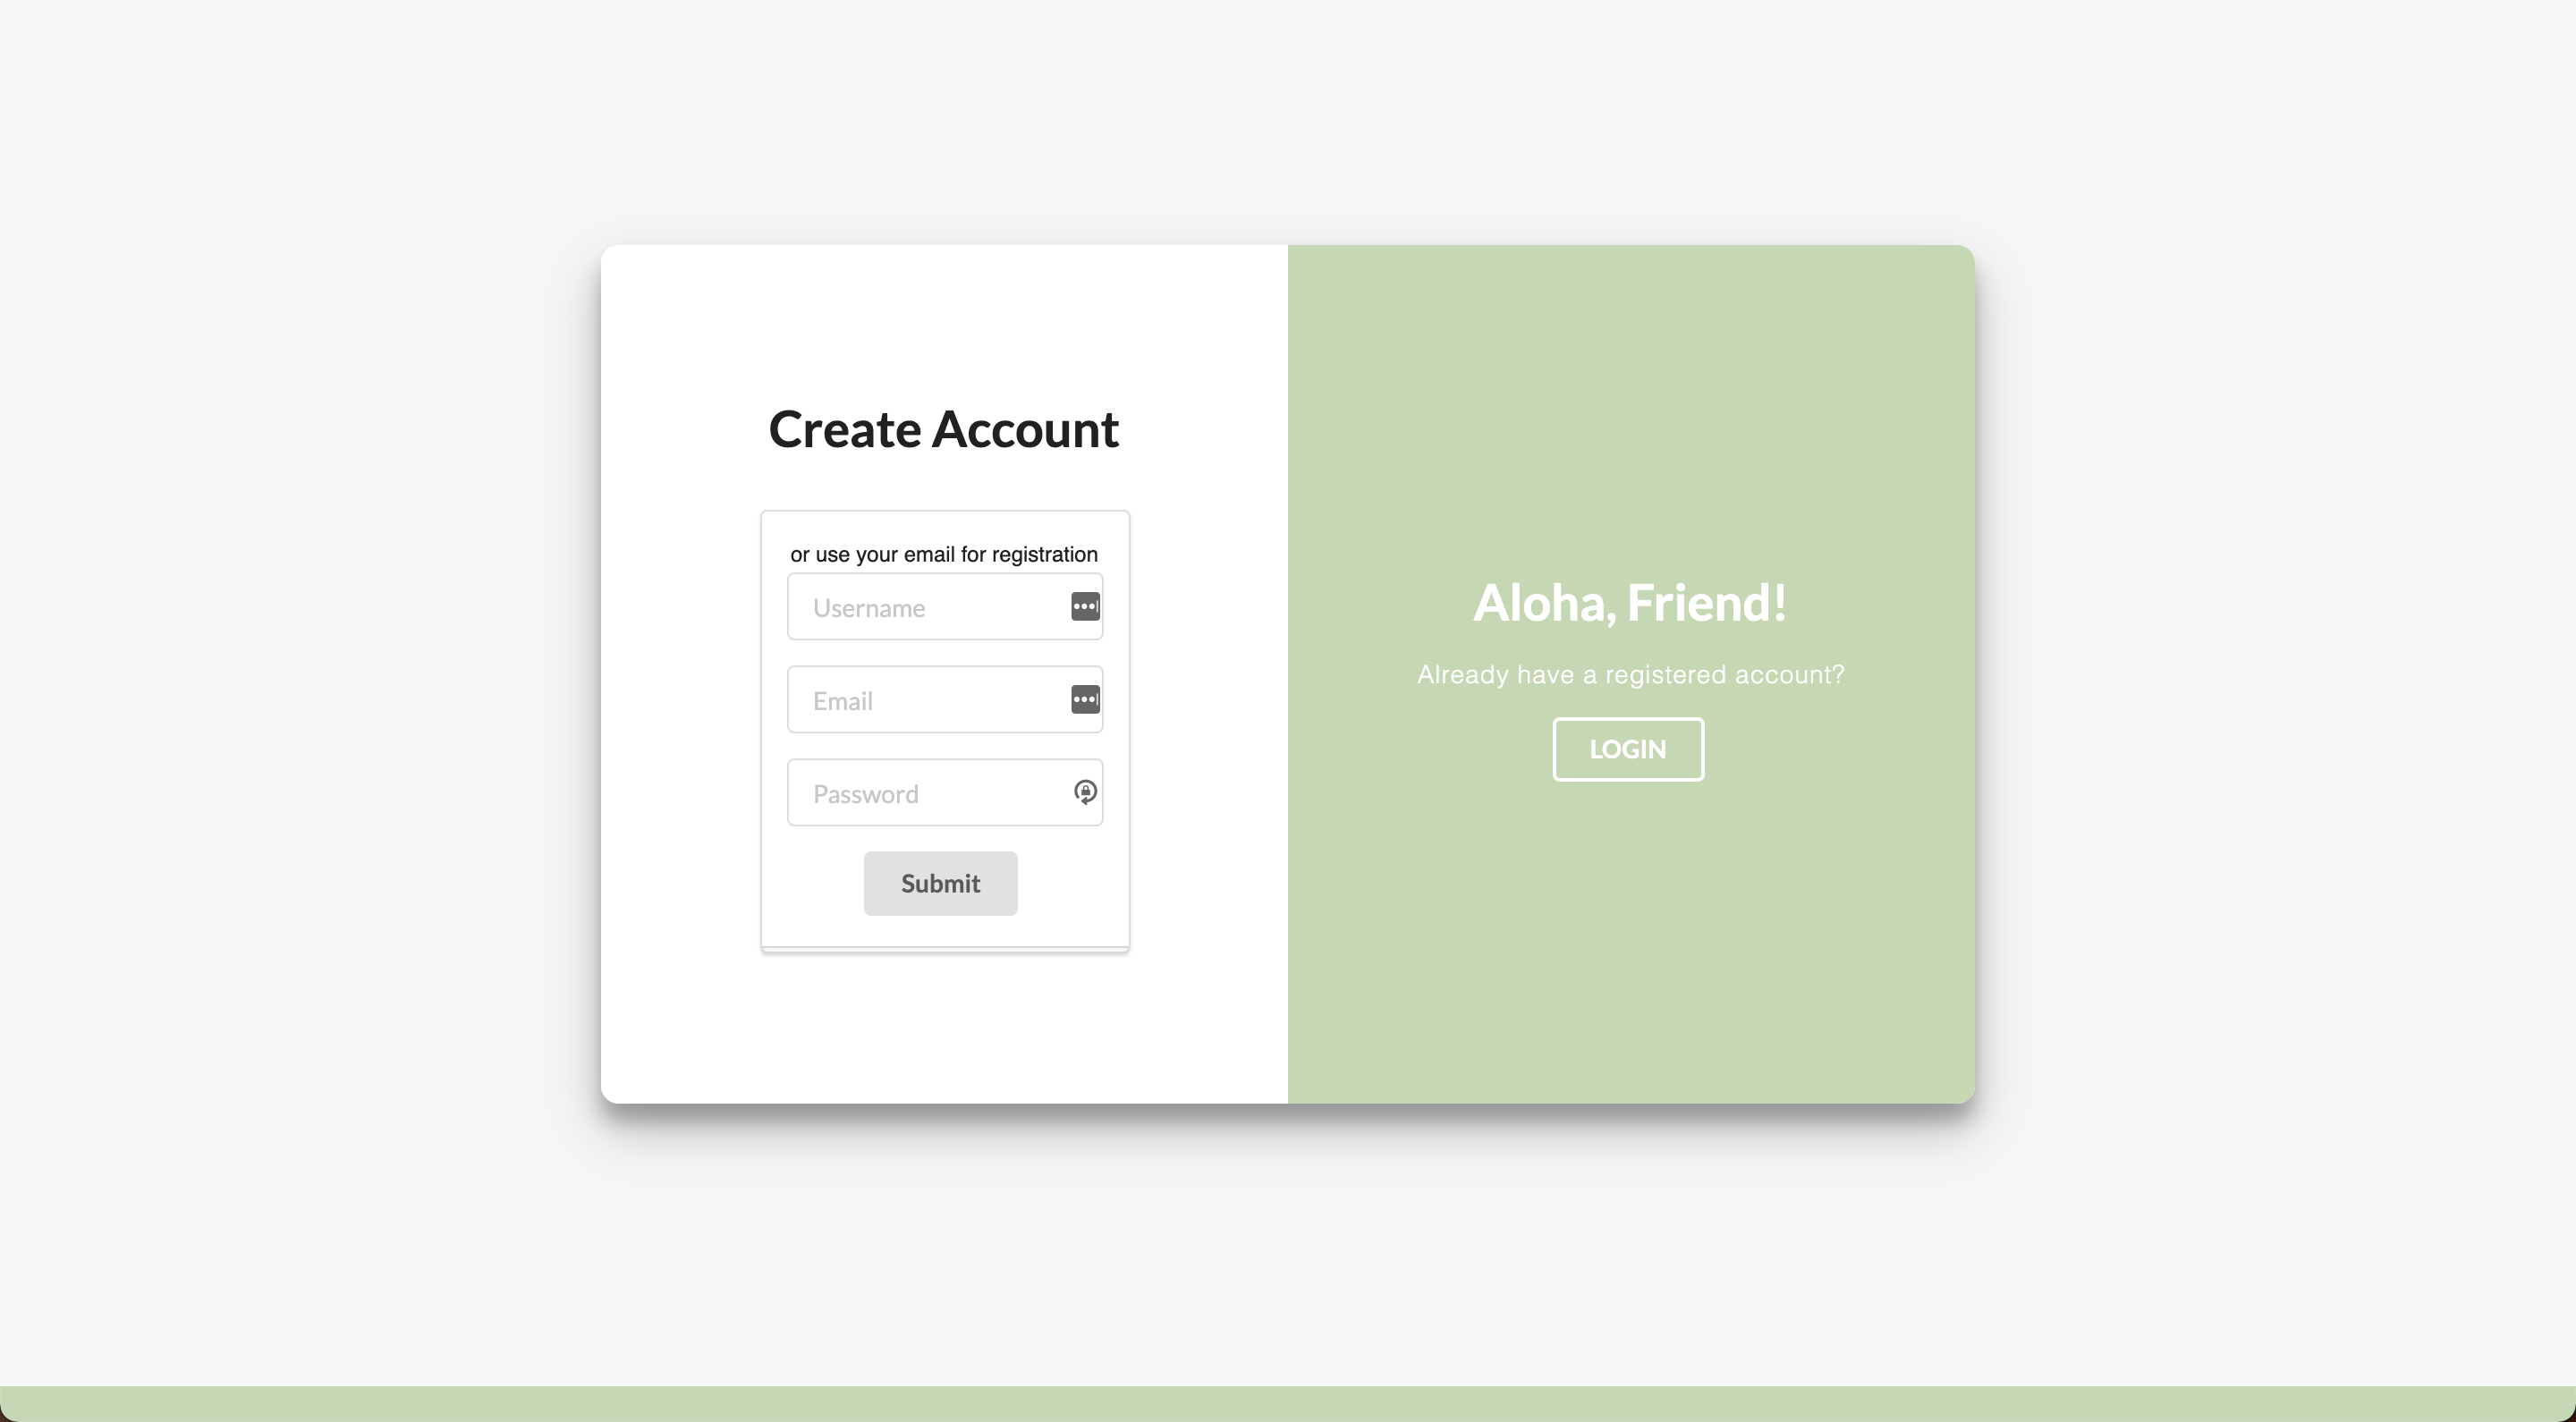 Create Account
or use your email for registration
Username
Email
Password
Submit
Aloha, Friend!
Already have a registered account?
LOGIN